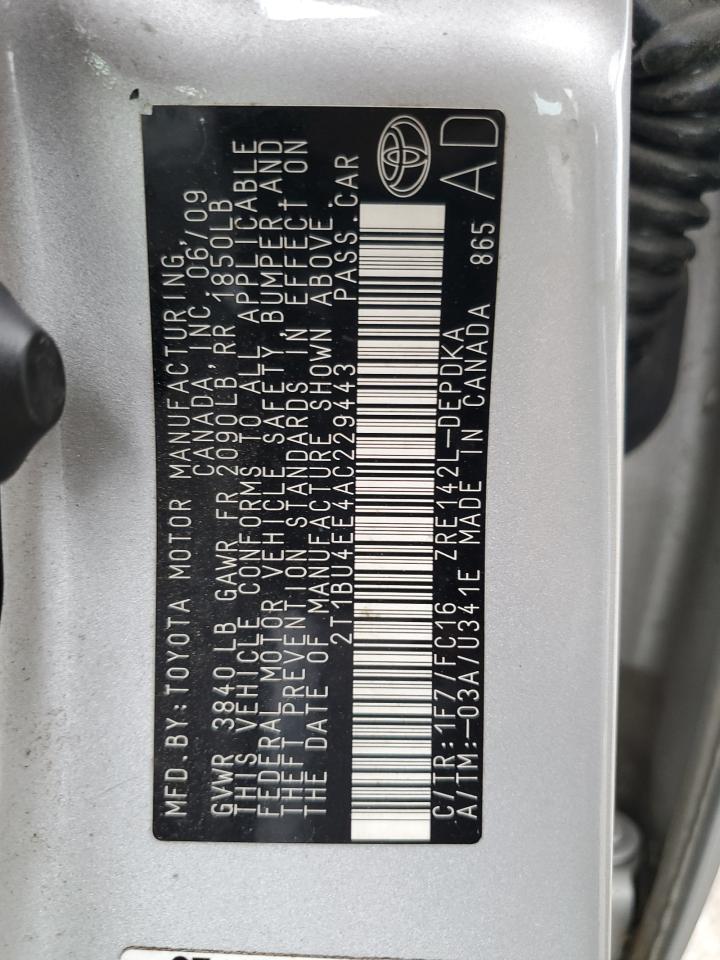 MFD.BY:TOYOTA MOTOR MANUFACTURING,
CANADA, INC. 06/09
GVWR 3840LB GAWR FR 2090LB, RR 1850LB
THIS VEHICLE CONFORMS TO ALL APPLICABLE
FEDERAL MOTOR VEHICLE SAFETY, BUMPER, AND
THEFT PREVENTION STANDARDS IN EFFECT ON
THE DATE OF MANUFACTURE SHOWN ABOVE.
2T1BU4EE4AC229443 PASS.CAR
C/TR:1F7/FC16 ZRE142L-DEPDKA
A/TM:-03A/U341E MADE IN CANADA 865
AD